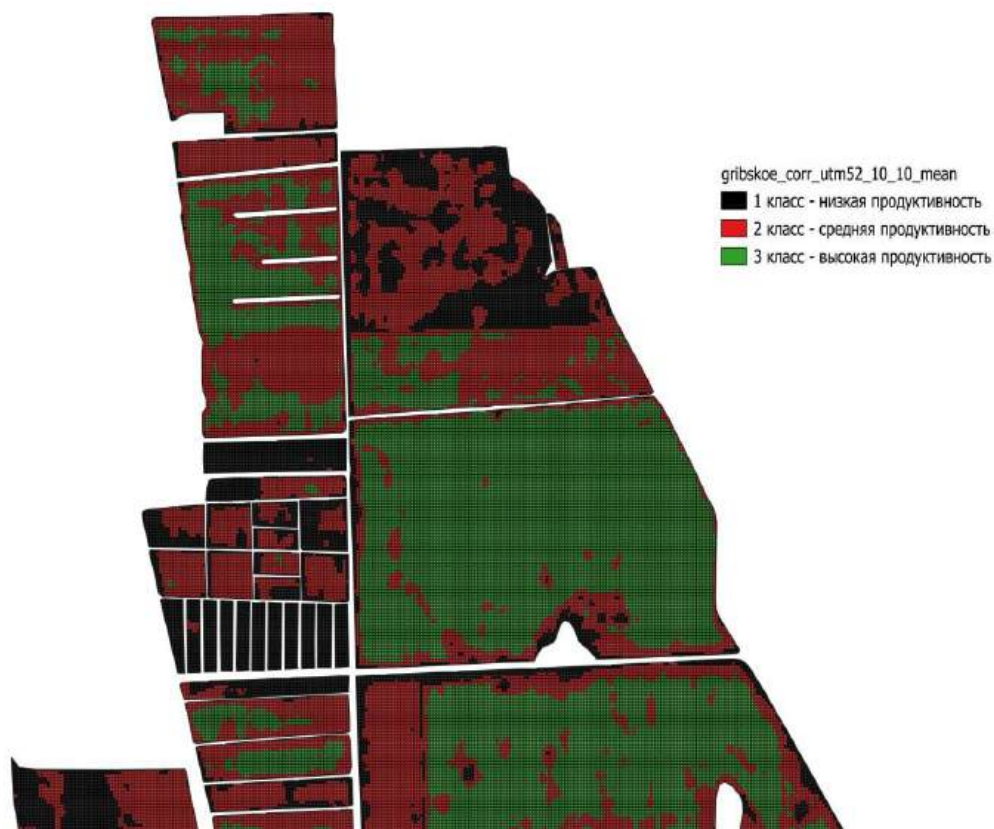 gribskoe_corr_utm52_10_10_mean
1 класс - низкая продуктивность
2 класс - средняя продуктивность
3 класс - высокая продуктивность